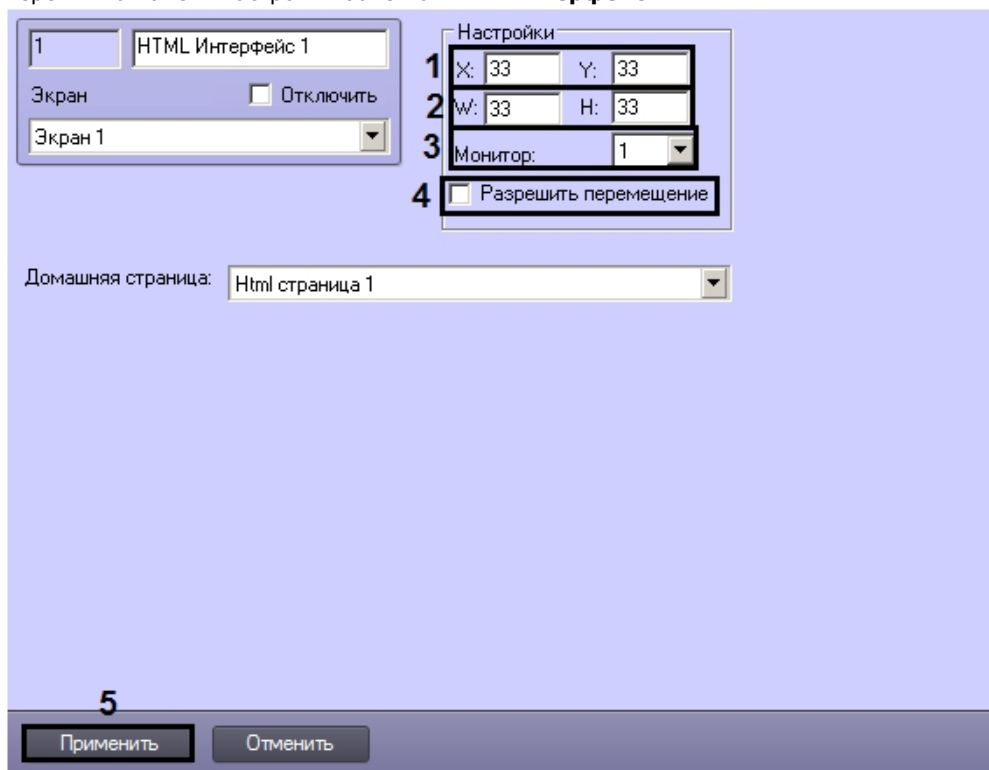 1 HTML Интерфейс 1
Экран Отключить
Экран 1
Настройки
1 X: 33 Y: 33
2 W: 33 H: 33
3 Монитор: 1
4 Разрешить перемещение
Домашняя страница: Html страница 1
5
Применить Отменить